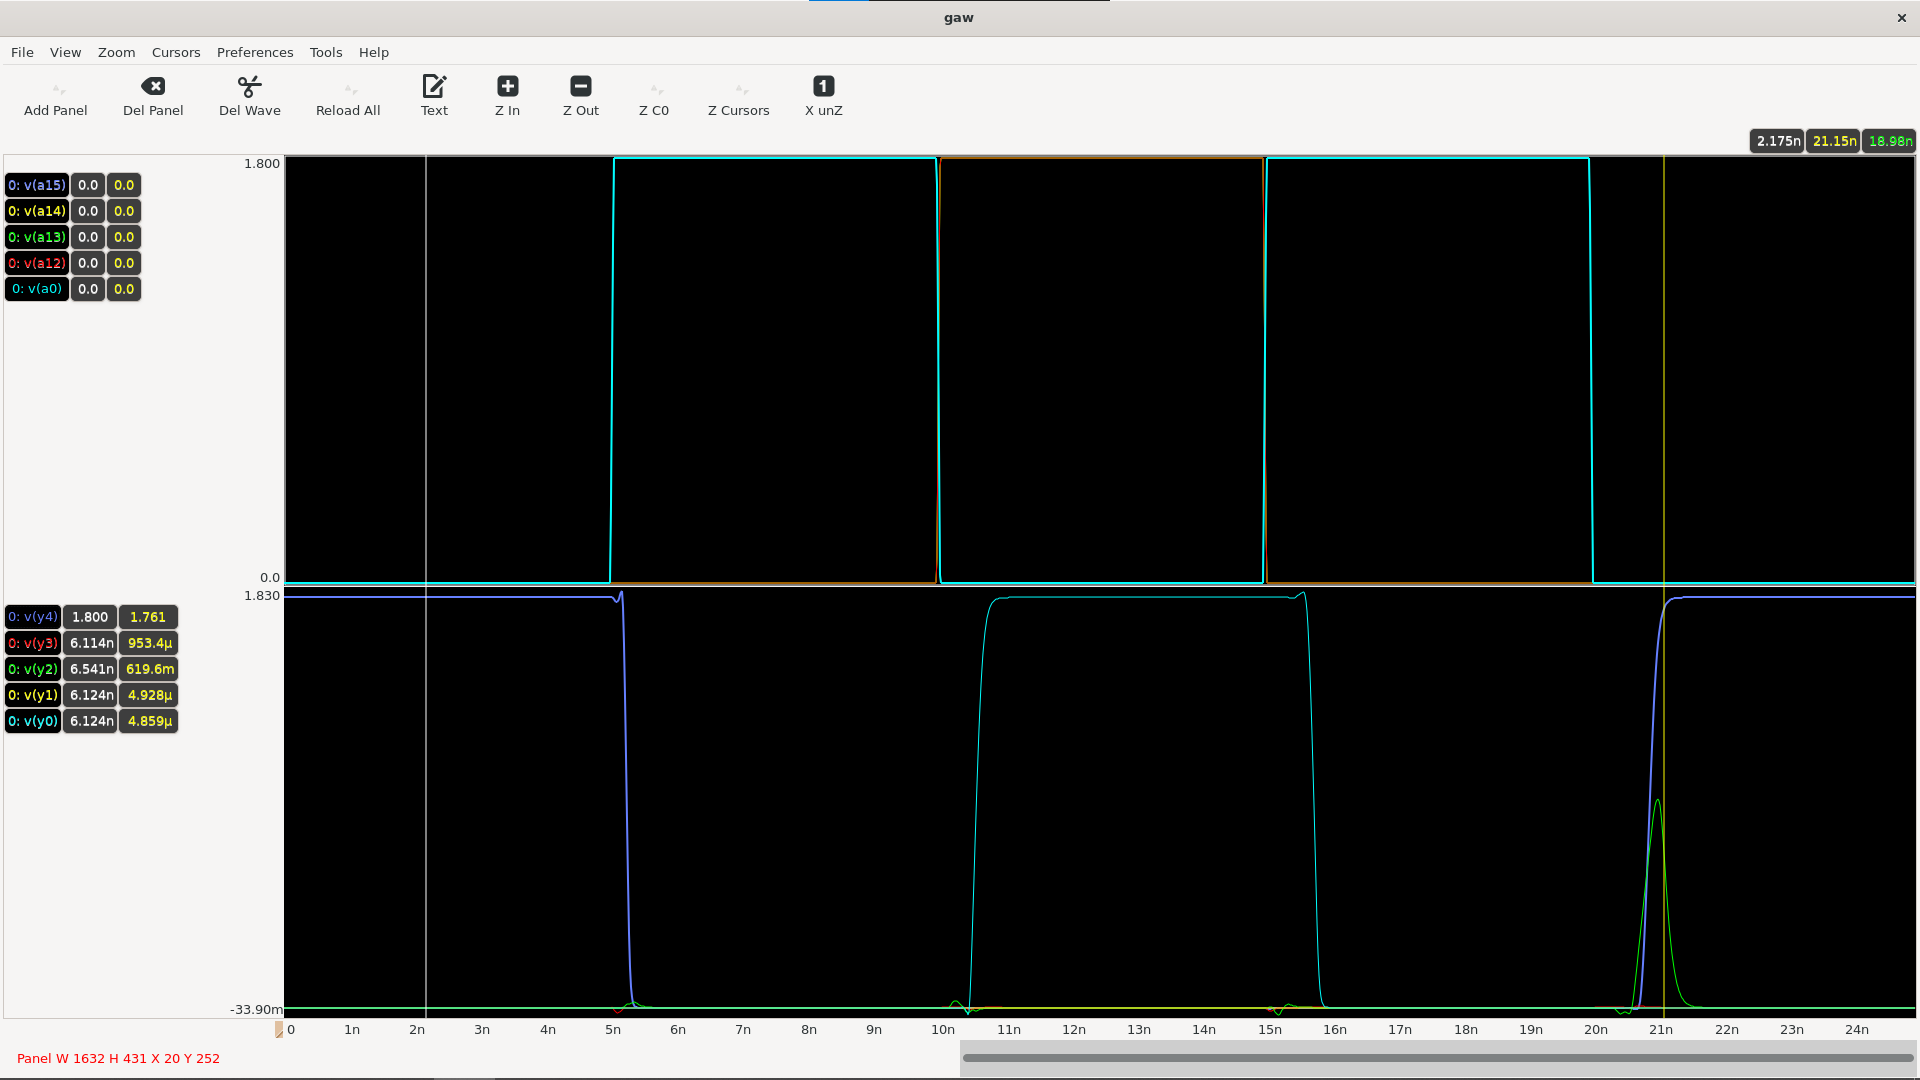 gaw
File View Zoom Cursors Preferences Tools Help
Add Panel Del Panel Del Wave Reload All Text Z In Z Out Z C0 Z Cursors X unZ
2.175n 21.15n 18.98n
1.800
0: v(a15) 0.0 0.0
0: v(a14) 0.0 0.0
0: v(a13) 0.0 0.0
0: v(a12) 0.0 0.0
0: v(a0) 0.0 0.0
0.0
1.830
0: v(y4) 1.800 1.761
0: v(y3) 6.114n 953.4µ
0: v(y2) 6.541n 619.6m
0: v(y1) 6.124n 4.928µ
0: v(y0) 6.124n 4.859µ
-33.90m
0 1n 2n 3n 4n 5n 6n 7n 8n 9n 10n 11n 12n 13n 14n 15n 16n 17n 18n 19n 20n 21n 22n 23n 24n
Panel W 1632 H 431 X 20 Y 252